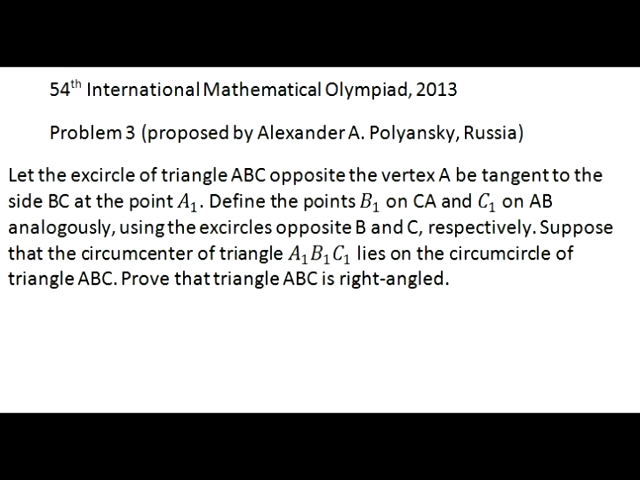 54th International Mathematical Olympiad, 2013
Problem 3 (proposed by Alexander A. Polyansky, Russia)
Let the excircle of triangle ABC opposite the vertex A be tangent to the
side BC at the point A₁. Define the points B₁ on CA and C₁ on AB
analogously, using the excircles opposite B and C, respectively. Suppose
that the circumcenter of triangle A₁B₁C₁ lies on the circumcircle of
triangle ABC. Prove that triangle ABC is right-angled.